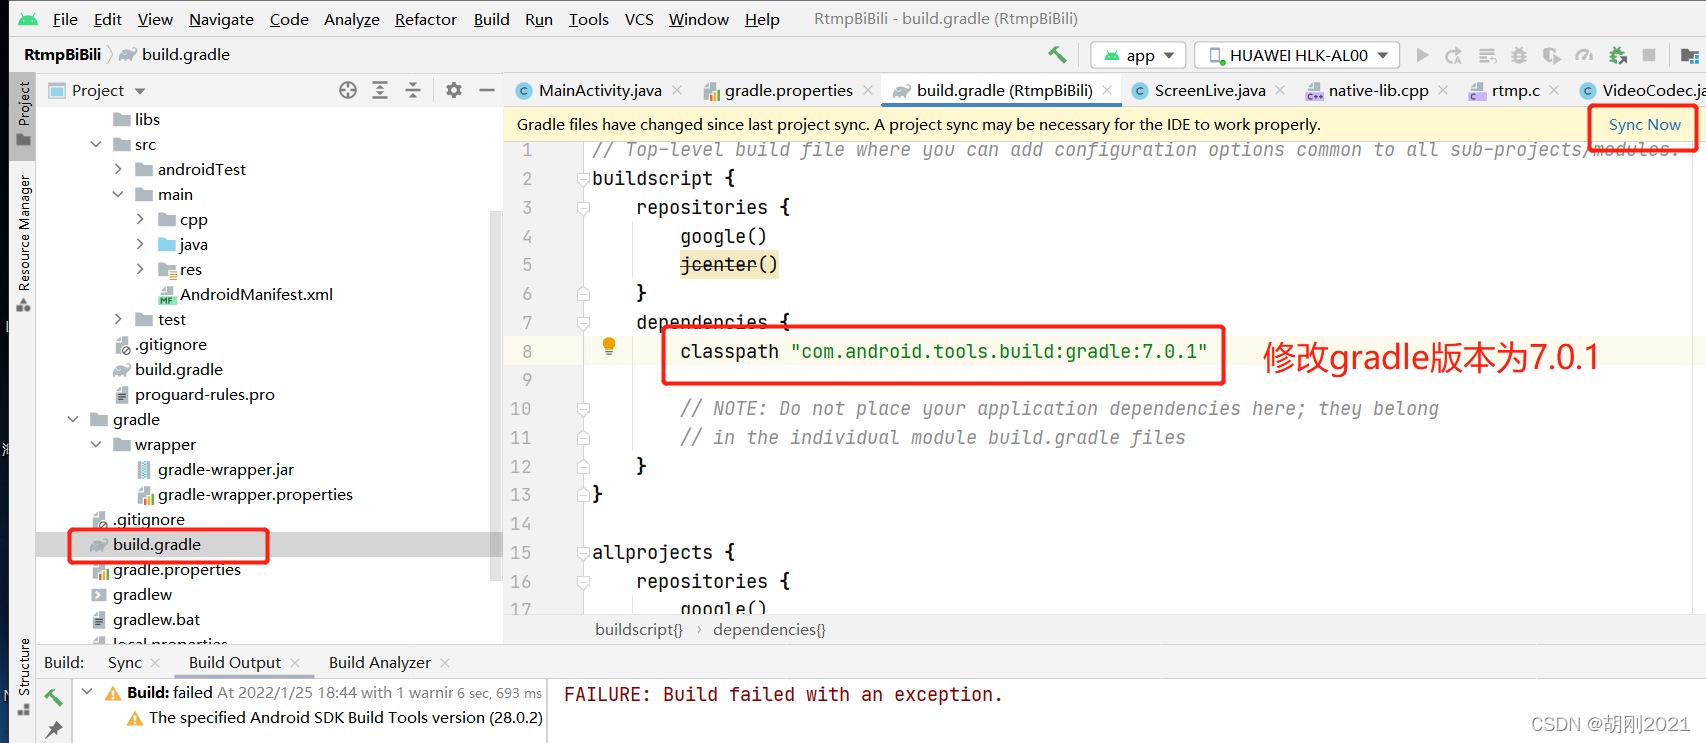 File Edit View Navigate Code Analyze Refactor Build Run Tools VCS Window Help RtmpBiBili - build.gradle (RtmpBiBili)
RtmpBiBili build.gradle app HUAWEI HLK-AL00
Project
MainActivity.java gradle.properties build.gradle (RtmpBiBili) ScreenLive.java native-lib.cpp rtmp.c VideoCodec.ja
Gradle files have changed since last project sync. A project sync may be necessary for the IDE to work properly. Sync Now
Project
Resource Manager
Structure
libs
src
androidTest
main
cpp
java
res
AndroidManifest.xml
test
.gitignore
build.gradle
proguard-rules.pro
gradle
wrapper
gradle-wrapper.jar
gradle-wrapper.properties
.gitignore
build.gradle
gradle.properties
gradlew
gradlew.bat
local.properties
1 // Top-level build file where you can add configuration options common to all sub-projects/modules.
2 buildscript {
3 repositories {
4 google()
5 jcenter()
6 }
7 dependencies {
8 classpath "com.android.tools.build:gradle:7.0.1" 修改gradle版本为7.0.1
9
10 // NOTE: Do not place your application dependencies here; they belong
11 // in the individual module build.gradle files
12 }
13 }
14
15 allprojects {
16 repositories {
17 google()
buildscript{} › dependencies{}
Build: Sync Build Output Build Analyzer
Build: failed At 2022/1/25 18:44 with 1 warnir 6 sec, 693 ms
The specified Android SDK Build Tools version (28.0.2)
FAILURE: Build failed with an exception.
CSDN @胡刚2021